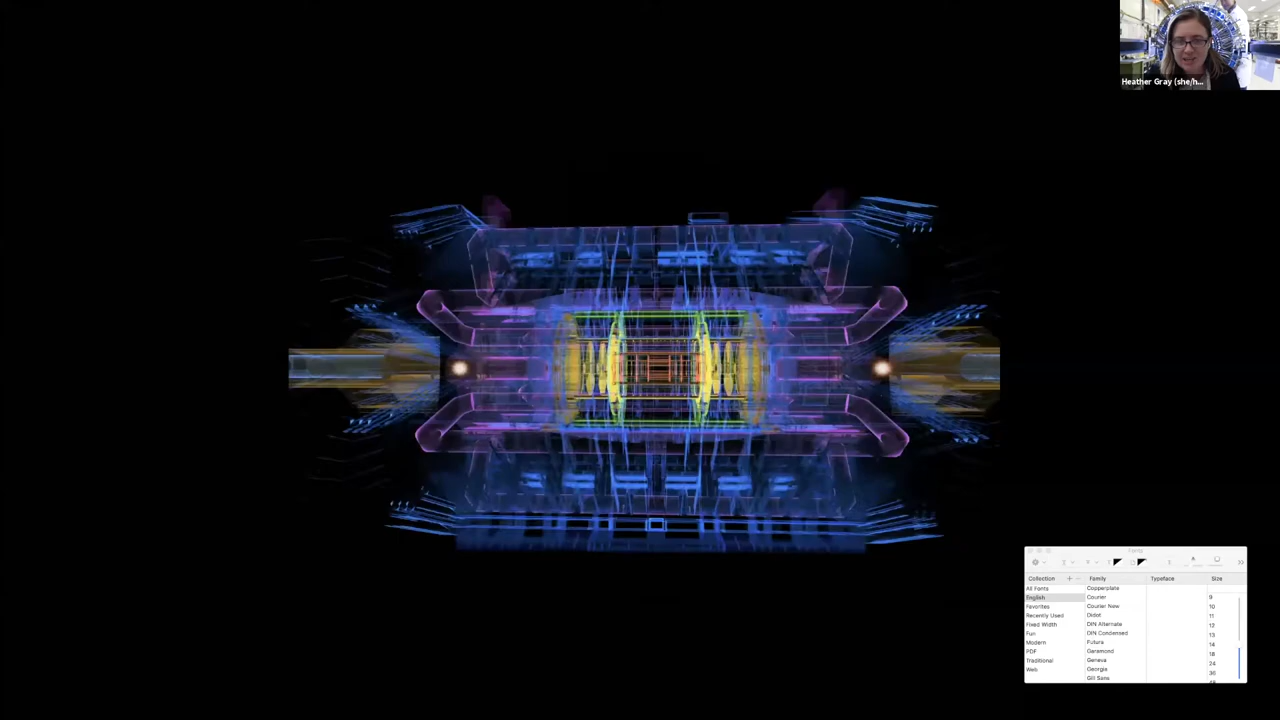 Heather Gray (she/h...
Fonts
Collection + − Family Typeface Size
All Fonts
English
Favorites
Recently Used
Fixed Width
Fun
Modern
PDF
Traditional
Web
Copperplate
Courier
Courier New
Didot
DIN Alternate
DIN Condensed
Futura
Garamond
Geneva
Georgia
Gill Sans
9
10
11
12
13
14
18
24
36
48